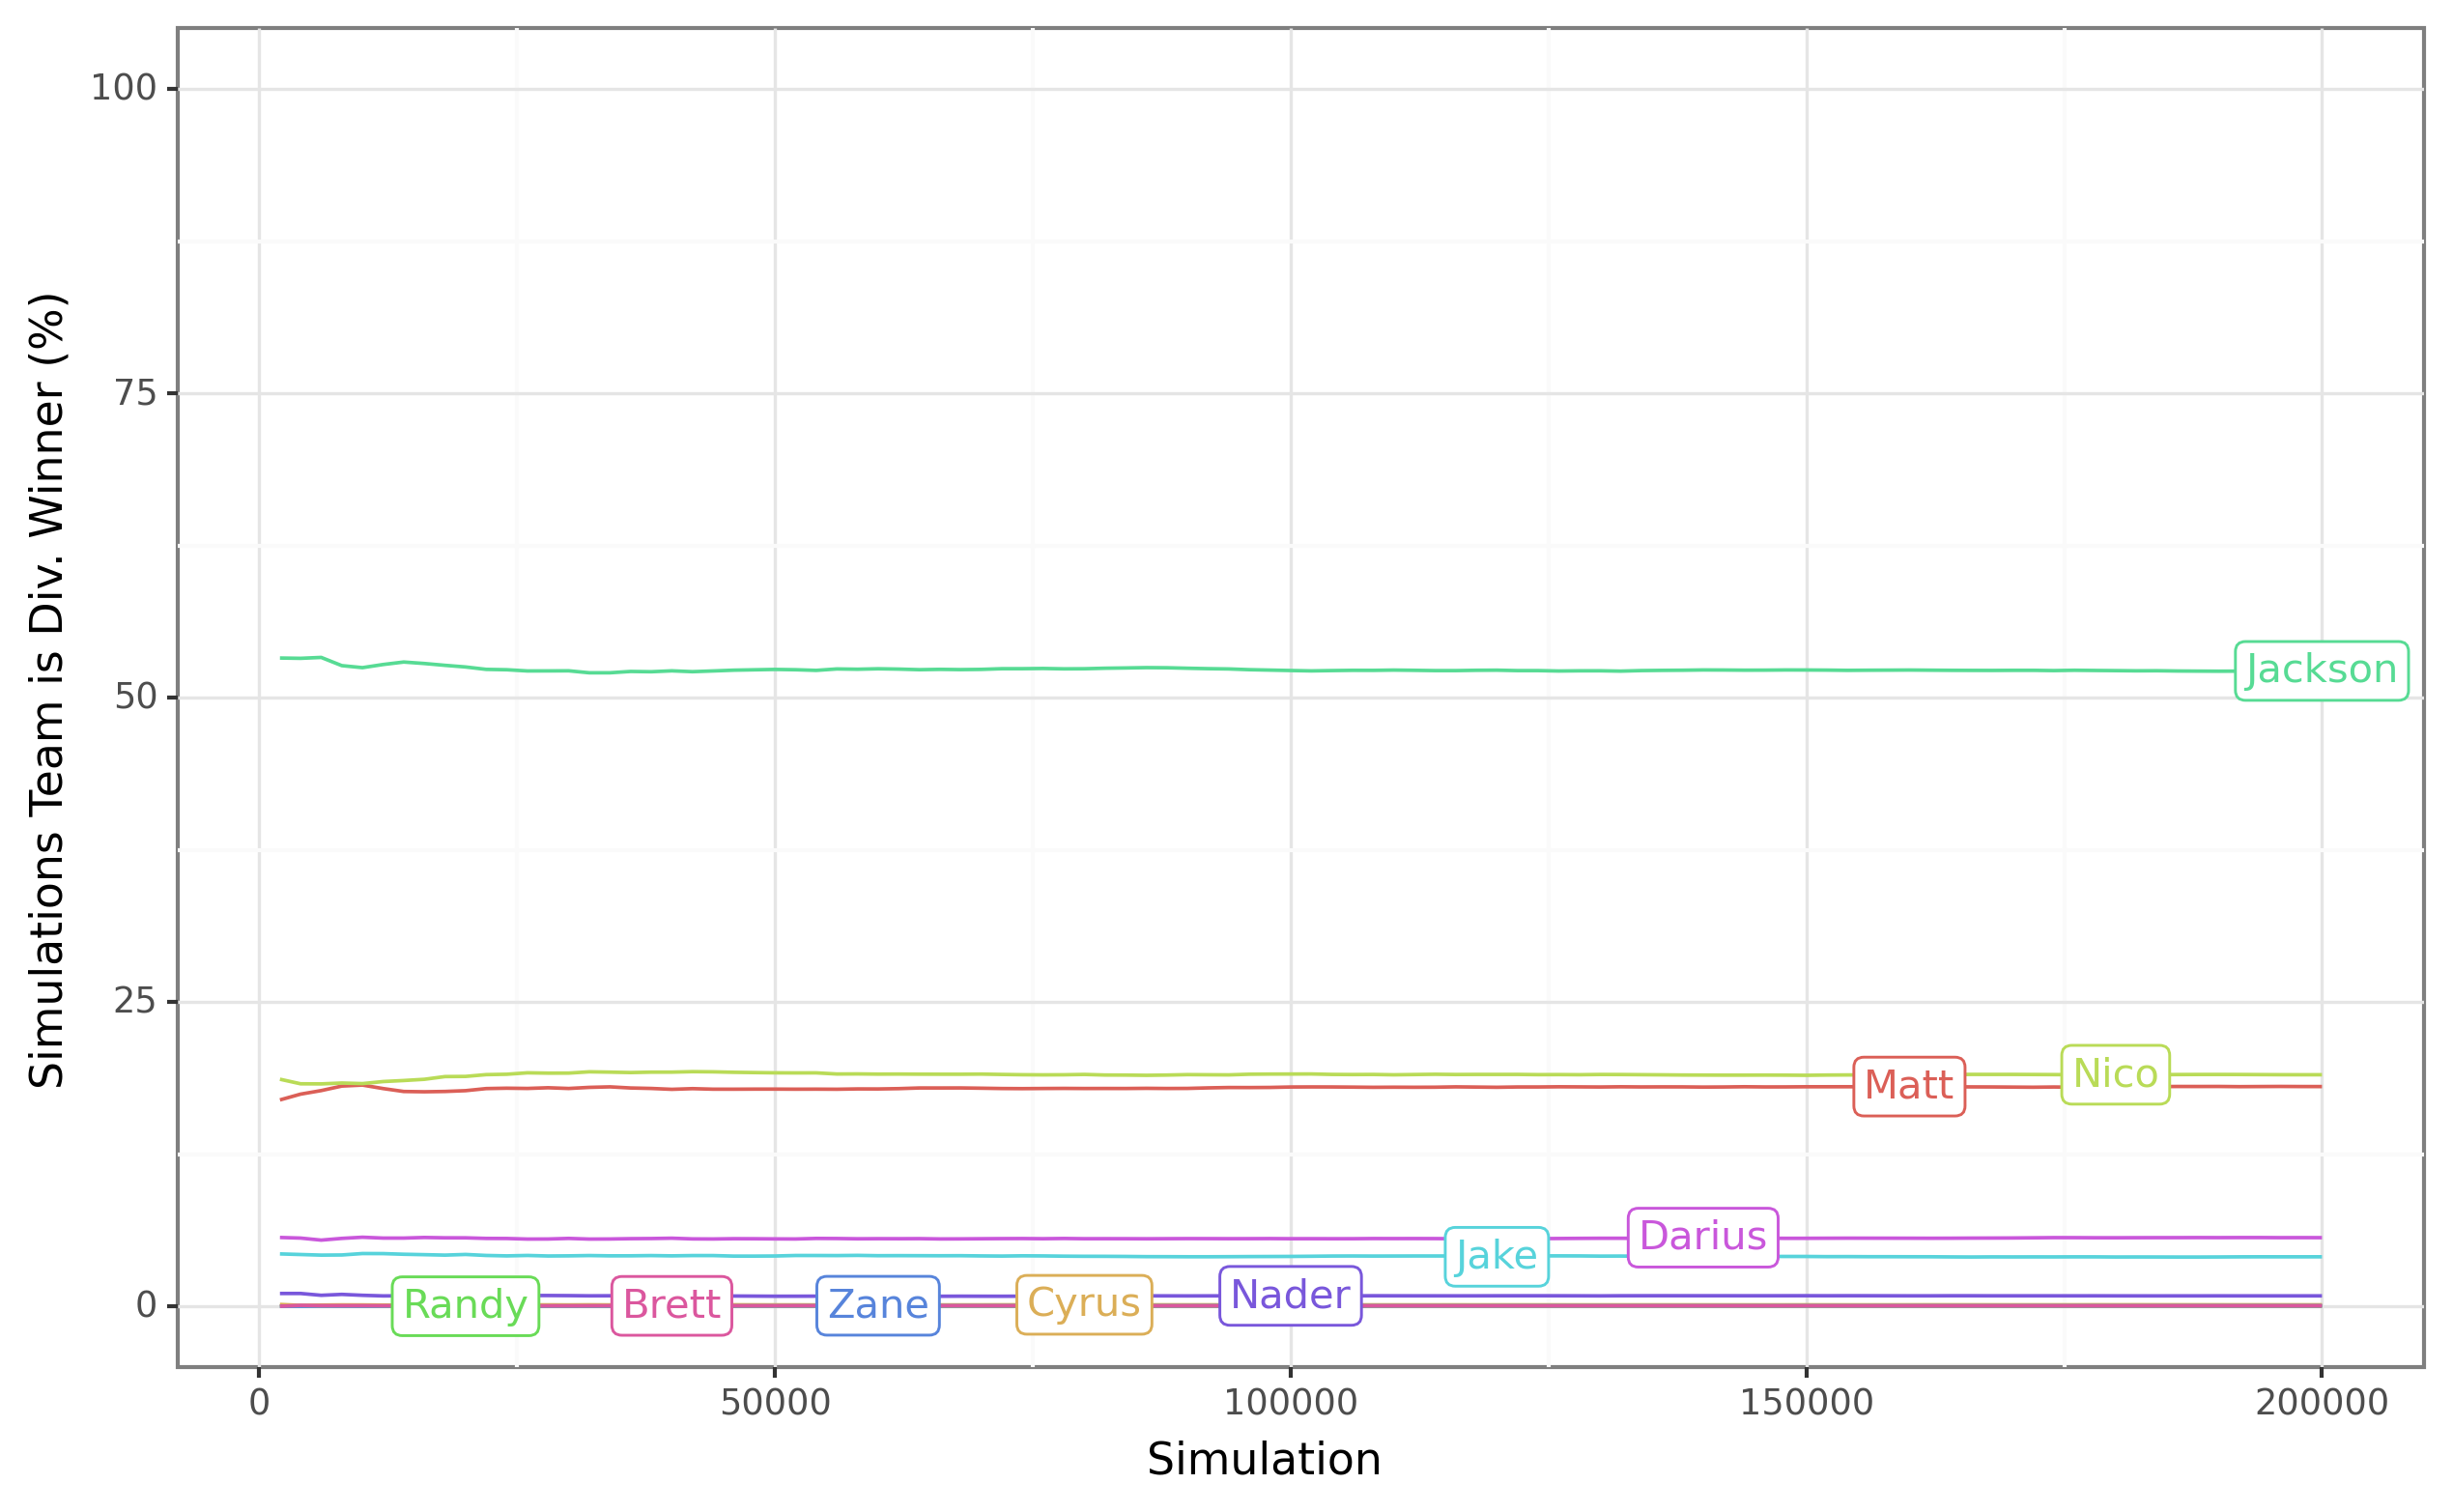 Simulations Team is Div. Winner (%)
100
75
50
25
0
Jackson
Nico
Matt
Darius
Jake
Nader
Cyrus
Zane
Brett
Randy
0
50000
100000
150000
200000
Simulation